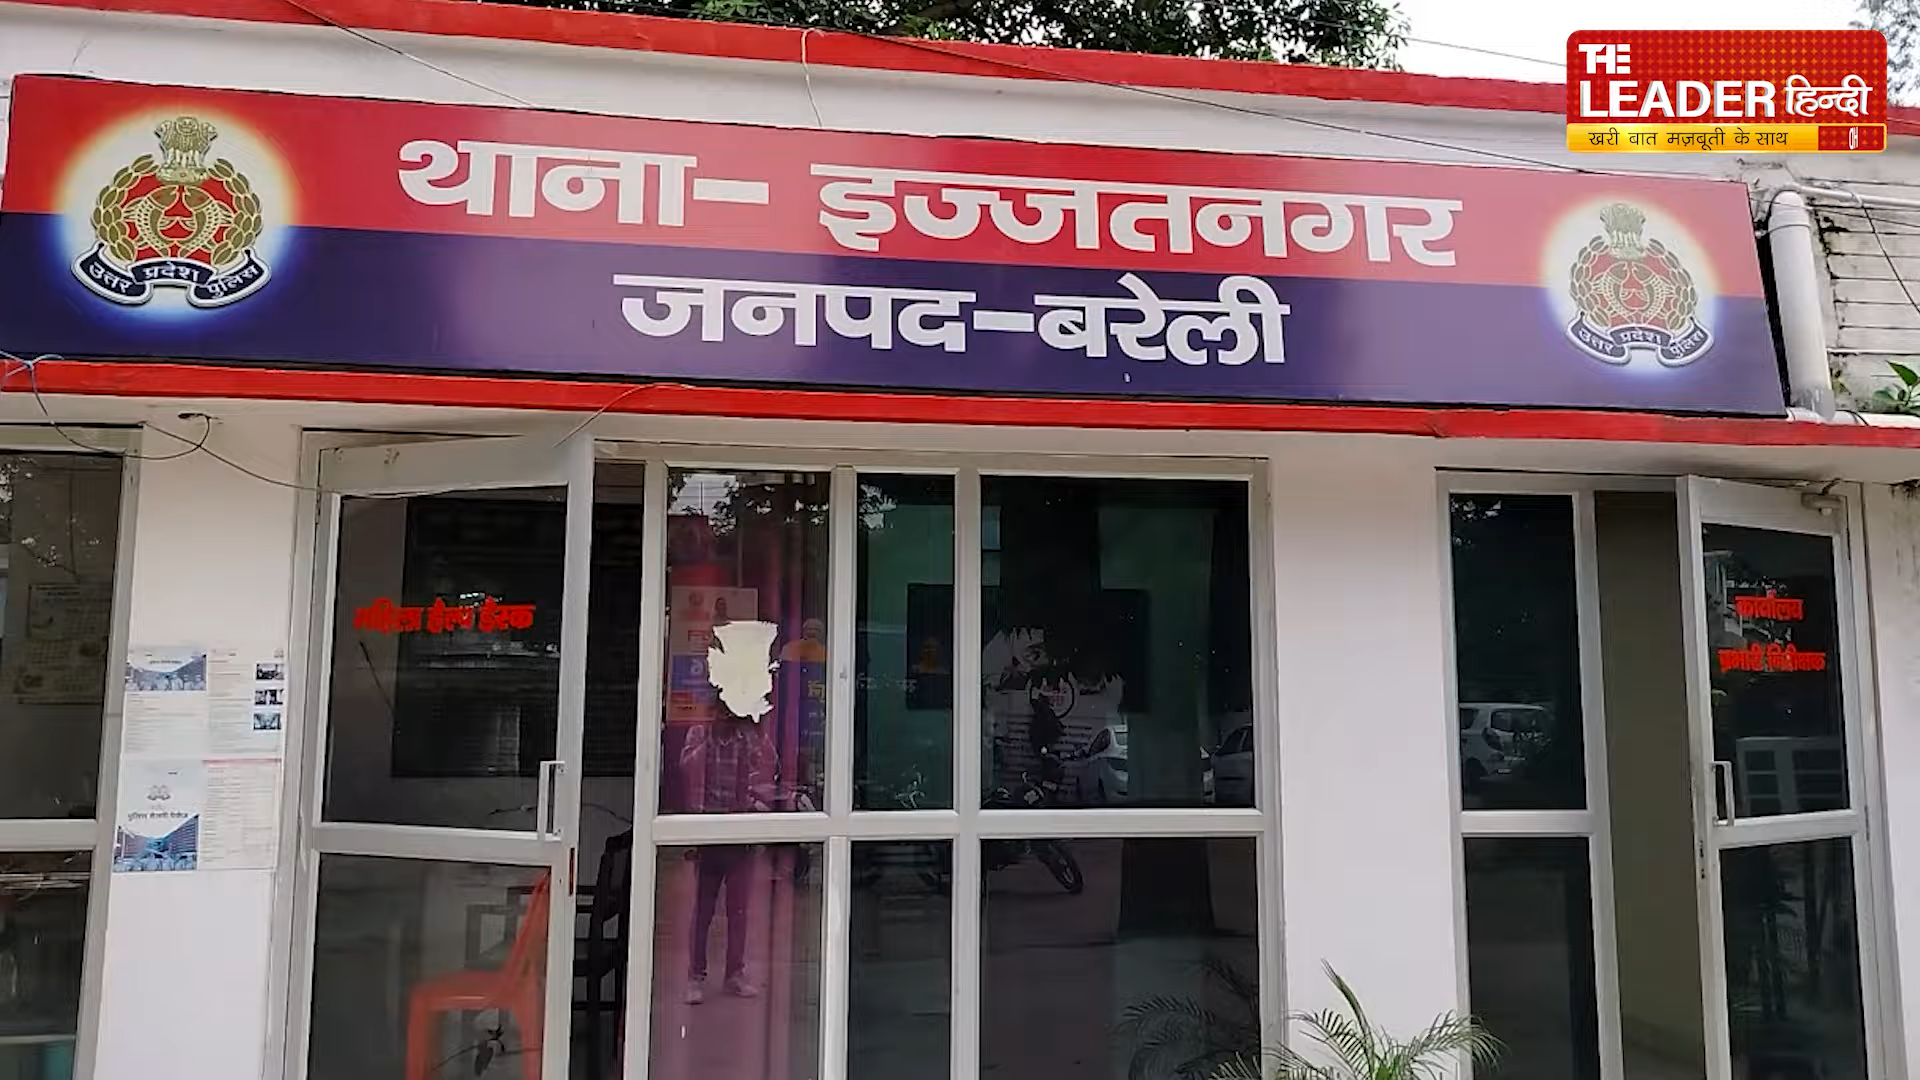 THE
LEADER हिन्दी
खरी बात मज़बूती के साथ
थाना- इज्जतनगर
जनपद-बरेली
उत्तर प्रदेश पुलिस
उत्तर प्रदेश पुलिस
महिला हैल्प डैस्क
कार्यालय
प्रभारी निरीक्षक